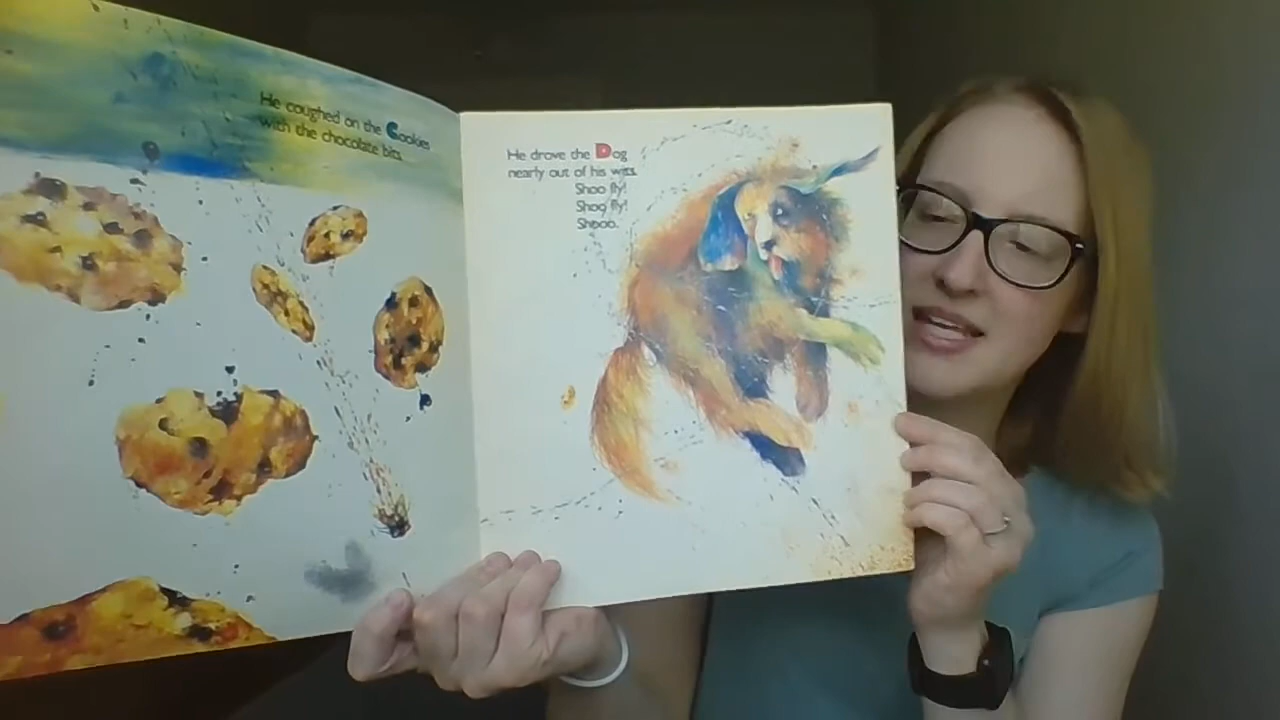 He coughed on the Cookies
with the chocolate bits.
He drove the Dog
nearly out of his wits.
Shoo fly!
Shoo fly!
Shooo.